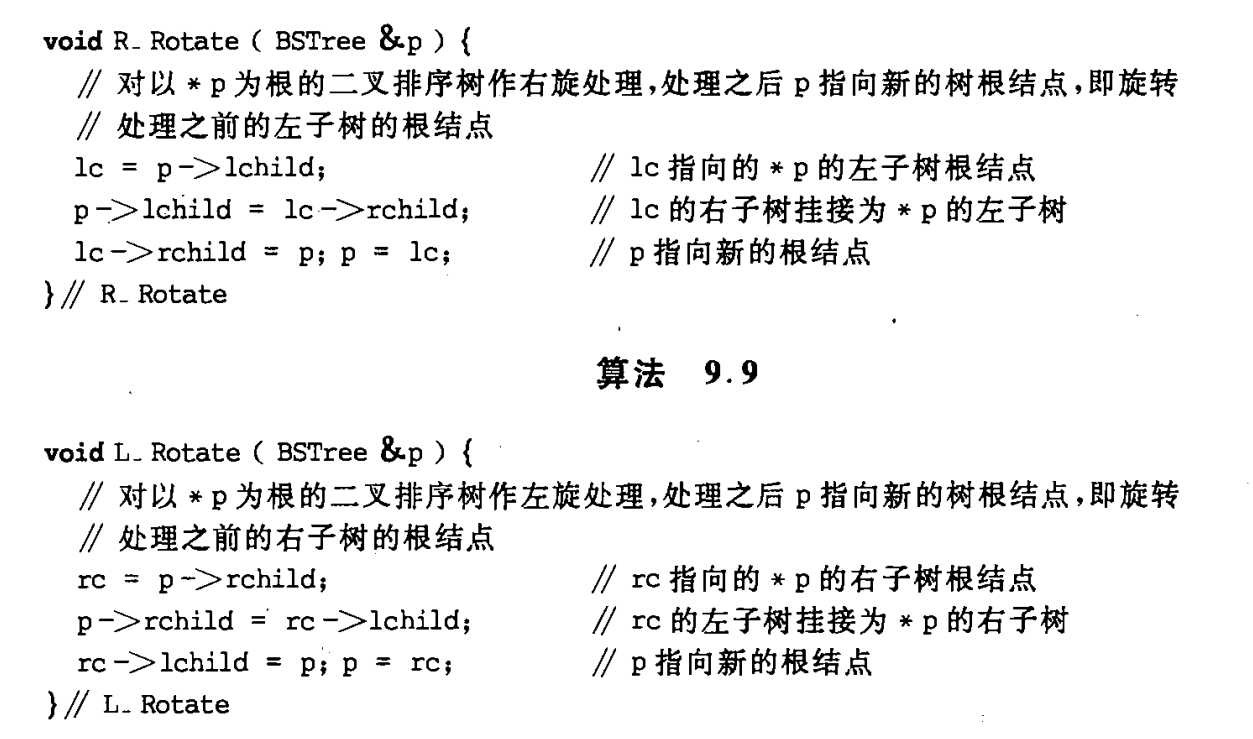 void R_Rotate ( BSTree &p ) {
// 对以 * p 为根的二叉排序树作右旋处理,处理之后 p 指向新的树根结点,即旋转
// 处理之前的左子树的根结点
lc = p->lchild; // lc 指向的 * p 的左子树根结点
p->lchild = lc->rchild; // lc 的右子树挂接为 * p 的左子树
lc->rchild = p; p = lc; // p 指向新的根结点
} // R_Rotate
算法 9.9
void L_Rotate ( BSTree &p ) {
// 对以 * p 为根的二叉排序树作左旋处理,处理之后 p 指向新的树根结点,即旋转
// 处理之前的右子树的根结点
rc = p->rchild; // rc 指向的 * p 的右子树根结点
p->rchild = rc->lchild; // rc 的左子树挂接为 * p 的右子树
rc->lchild = p; p = rc; // p 指向新的根结点
} // L_Rotate